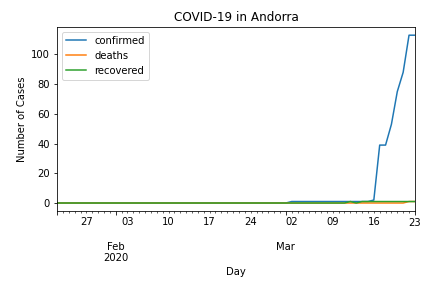 COVID-19 in Andorra
confirmed
deaths
recovered
Number of Cases
100
80
60
40
20
0
27 03 10 17 24 02 09 16 23
Feb Mar
2020
Day